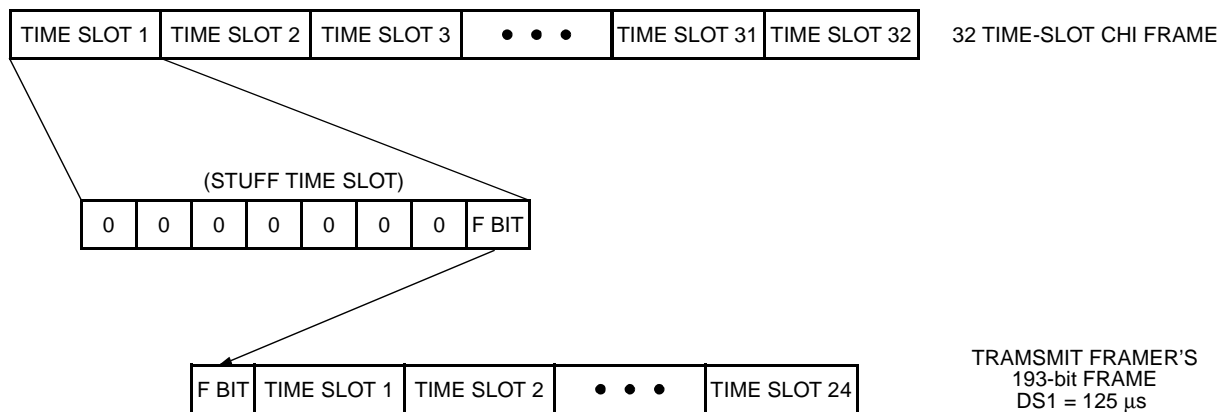 TIME SLOT 1 TIME SLOT 2 TIME SLOT 3 • • • TIME SLOT 31 TIME SLOT 32 32 TIME-SLOT CHI FRAME
(STUFF TIME SLOT)
0 0 0 0 0 0 0 F BIT
F BIT TIME SLOT 1 TIME SLOT 2 • • • TIME SLOT 24
TRAMSMIT FRAMER'S
193-bit FRAME
DS1 = 125 µs